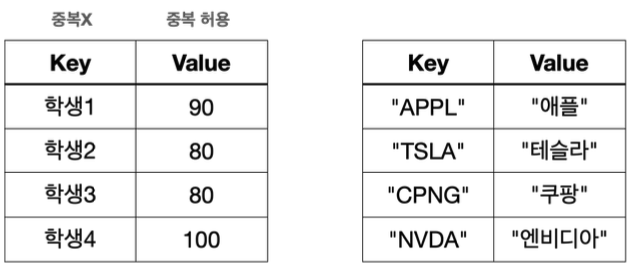 중복X 중복 허용
Key Value
학생1 90
학생2 80
학생3 80
학생4 100
Key Value
"APPL" "애플"
"TSLA" "테슬라"
"CPNG" "쿠팡"
"NVDA" "엔비디아"